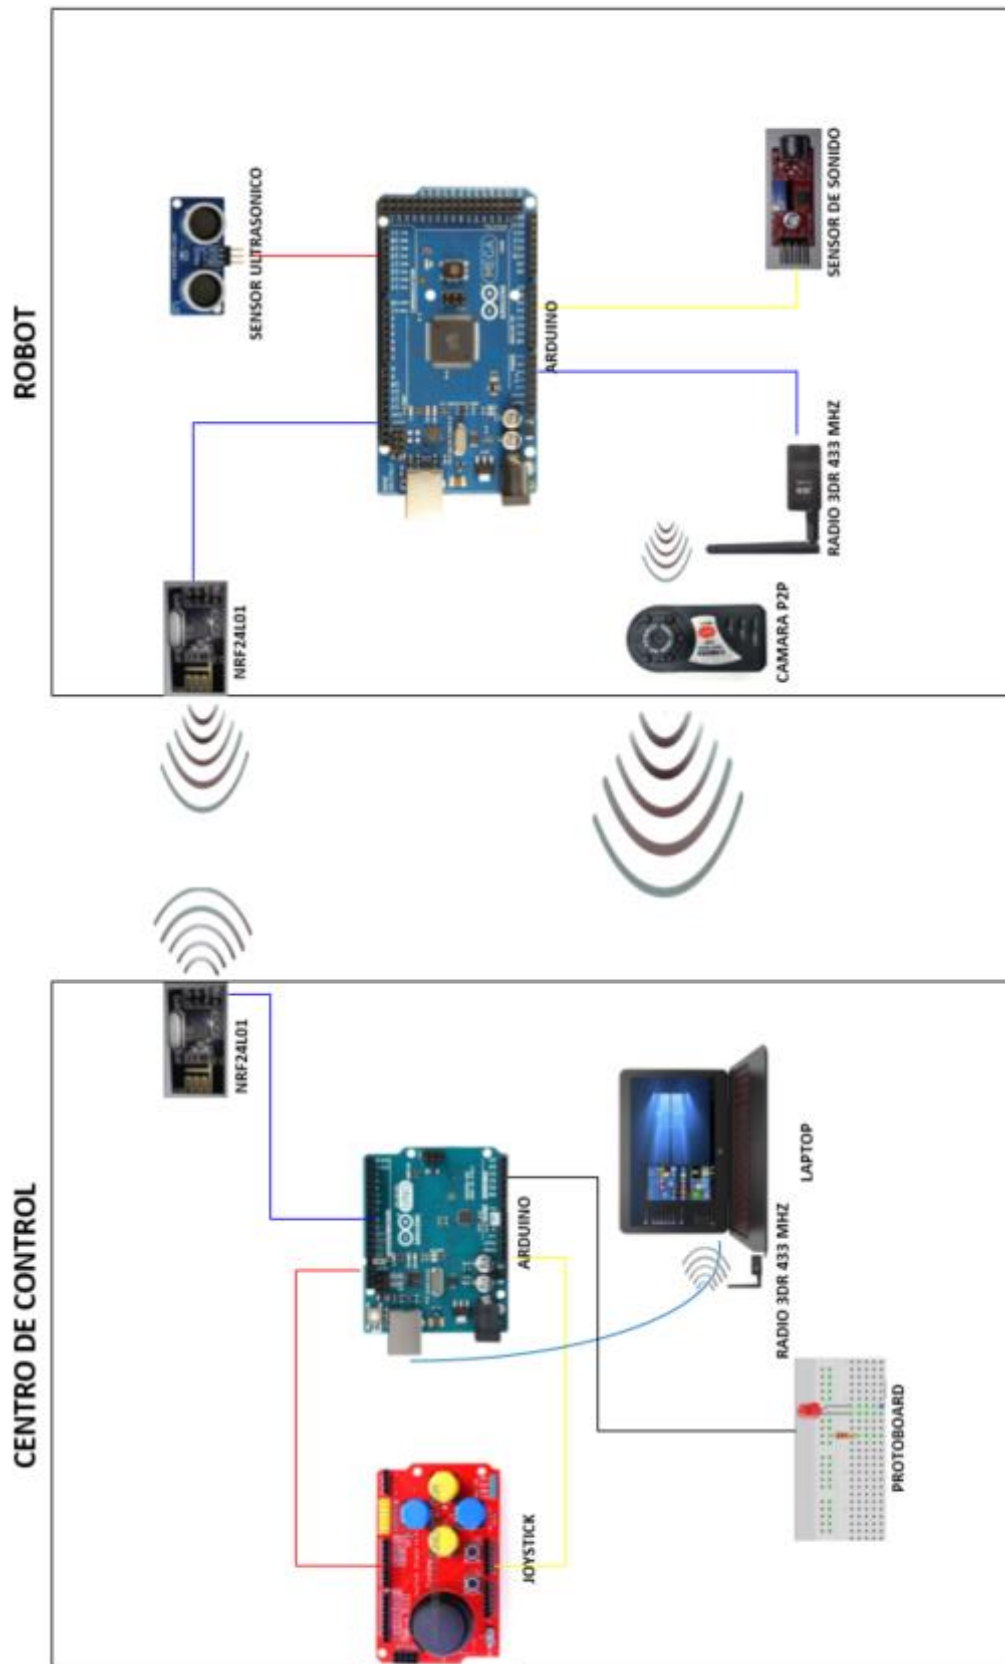 CENTRO DE CONTROL
ROBOT
NRF24L01
NRF24L01
SENSOR ULTRASONICO
JOYSTICK
ARDUINO
ARDUINO
MEGA
PROTOBOARD
RADIO 3DR 433 MHZ
LAPTOP
CAMARA P2P
RADIO 3DR 433 MHZ
SENSOR DE SONIDO